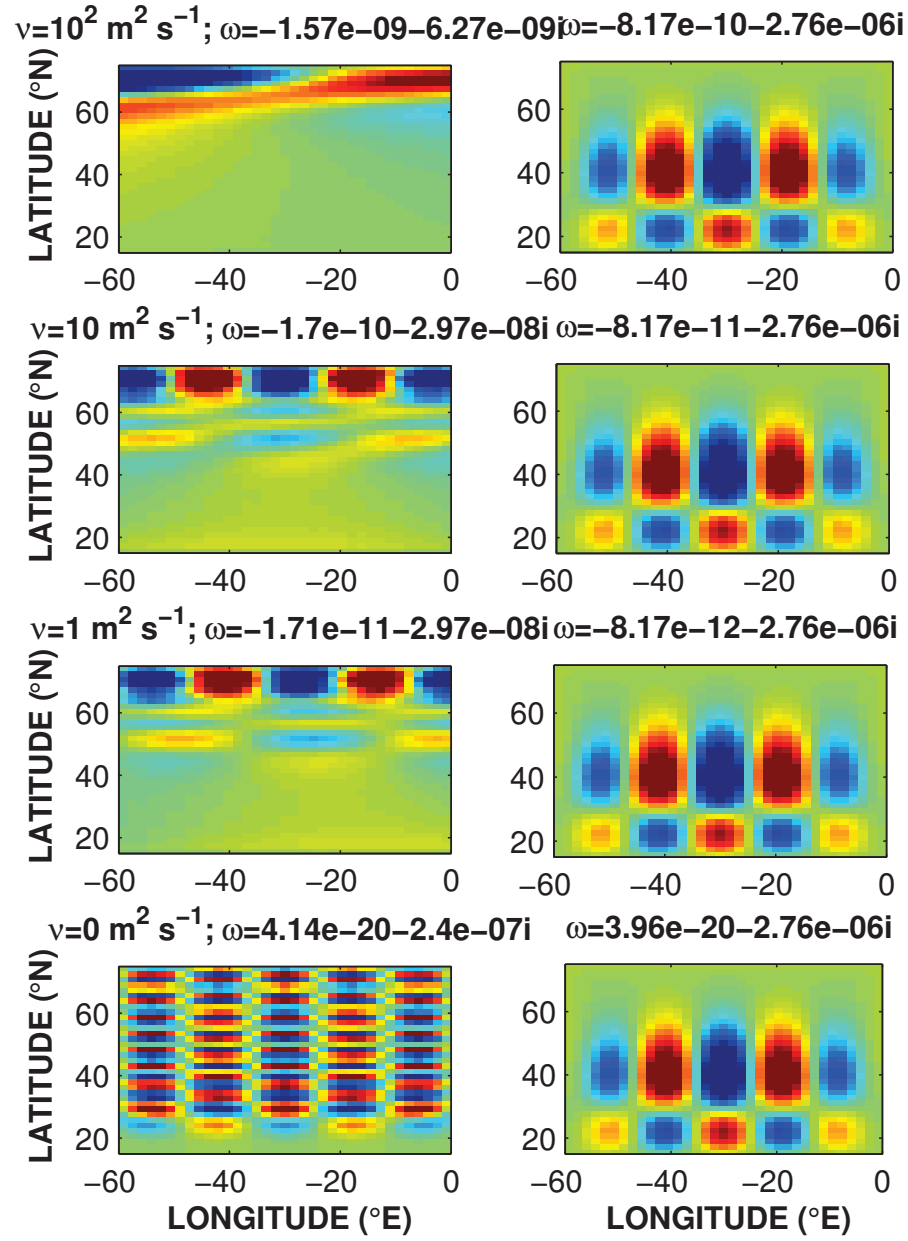 ν=10² m² s⁻¹; ω=−1.57e−09−6.27e−09i ω=−8.17e−10−2.76e−06i
LATITUDE (°N)
60
40
20
−60 −40 −20 0
60
40
20
−60 −40 −20 0
ν=10 m² s⁻¹; ω=−1.7e−10−2.97e−08i ω=−8.17e−11−2.76e−06i
LATITUDE (°N)
60
40
20
−60 −40 −20 0
60
40
20
−60 −40 −20 0
ν=1 m² s⁻¹; ω=−1.71e−11−2.97e−08i ω=−8.17e−12−2.76e−06i
LATITUDE (°N)
60
40
20
−60 −40 −20 0
60
40
20
−60 −40 −20 0
ν=0 m² s⁻¹; ω=4.14e−20−2.4e−07i ω=3.96e−20−2.76e−06i
LATITUDE (°N)
60
40
20
−60 −40 −20 0
LONGITUDE (°E)
60
40
20
−60 −40 −20 0
LONGITUDE (°E)